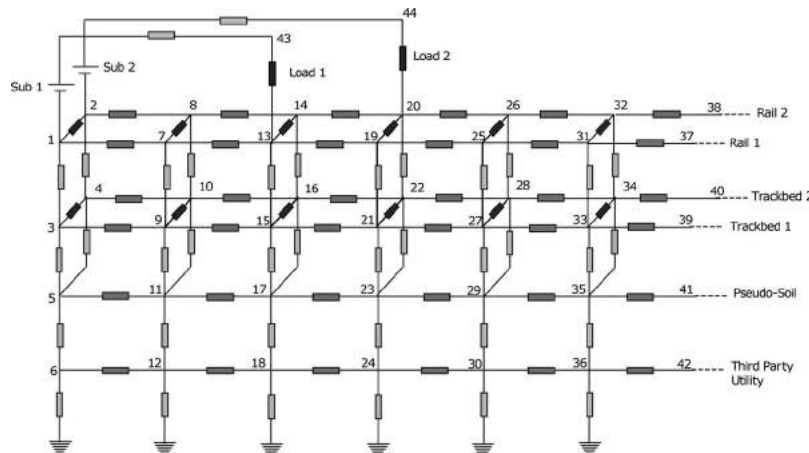 44
43
Sub 2
Load 2
Load 1
Sub 1
2 8 14 20 26 32 38 Rail 2
1 7 13 19 25 31 37 Rail 1
4 10 16 22 28 34 40 Trackbed 2
3 9 15 21 27 33 39 Trackbed 1
5 11 17 23 29 35 41 Pseudo-Soil
6 12 18 24 30 36 42 Third Party
Utility